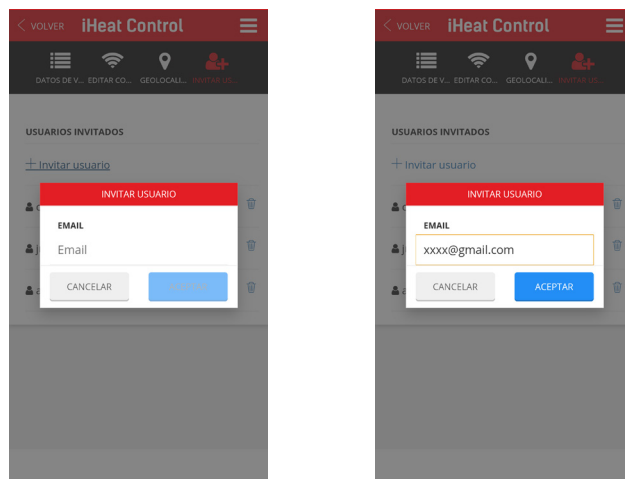 VOLVER iHeat Control
DATOS DE V... EDITAR CO... GEOLOCALI... INVITAR US...
USUARIOS INVITADOS
+ Invitar usuario
INVITAR USUARIO
EMAIL
Email
CANCELAR
VOLVER iHeat Control
DATOS DE V... EDITAR CO... GEOLOCALI... INVITAR US...
USUARIOS INVITADOS
+ Invitar usuario
INVITAR USUARIO
EMAIL
xxxx@gmail.com
CANCELAR ACEPTAR